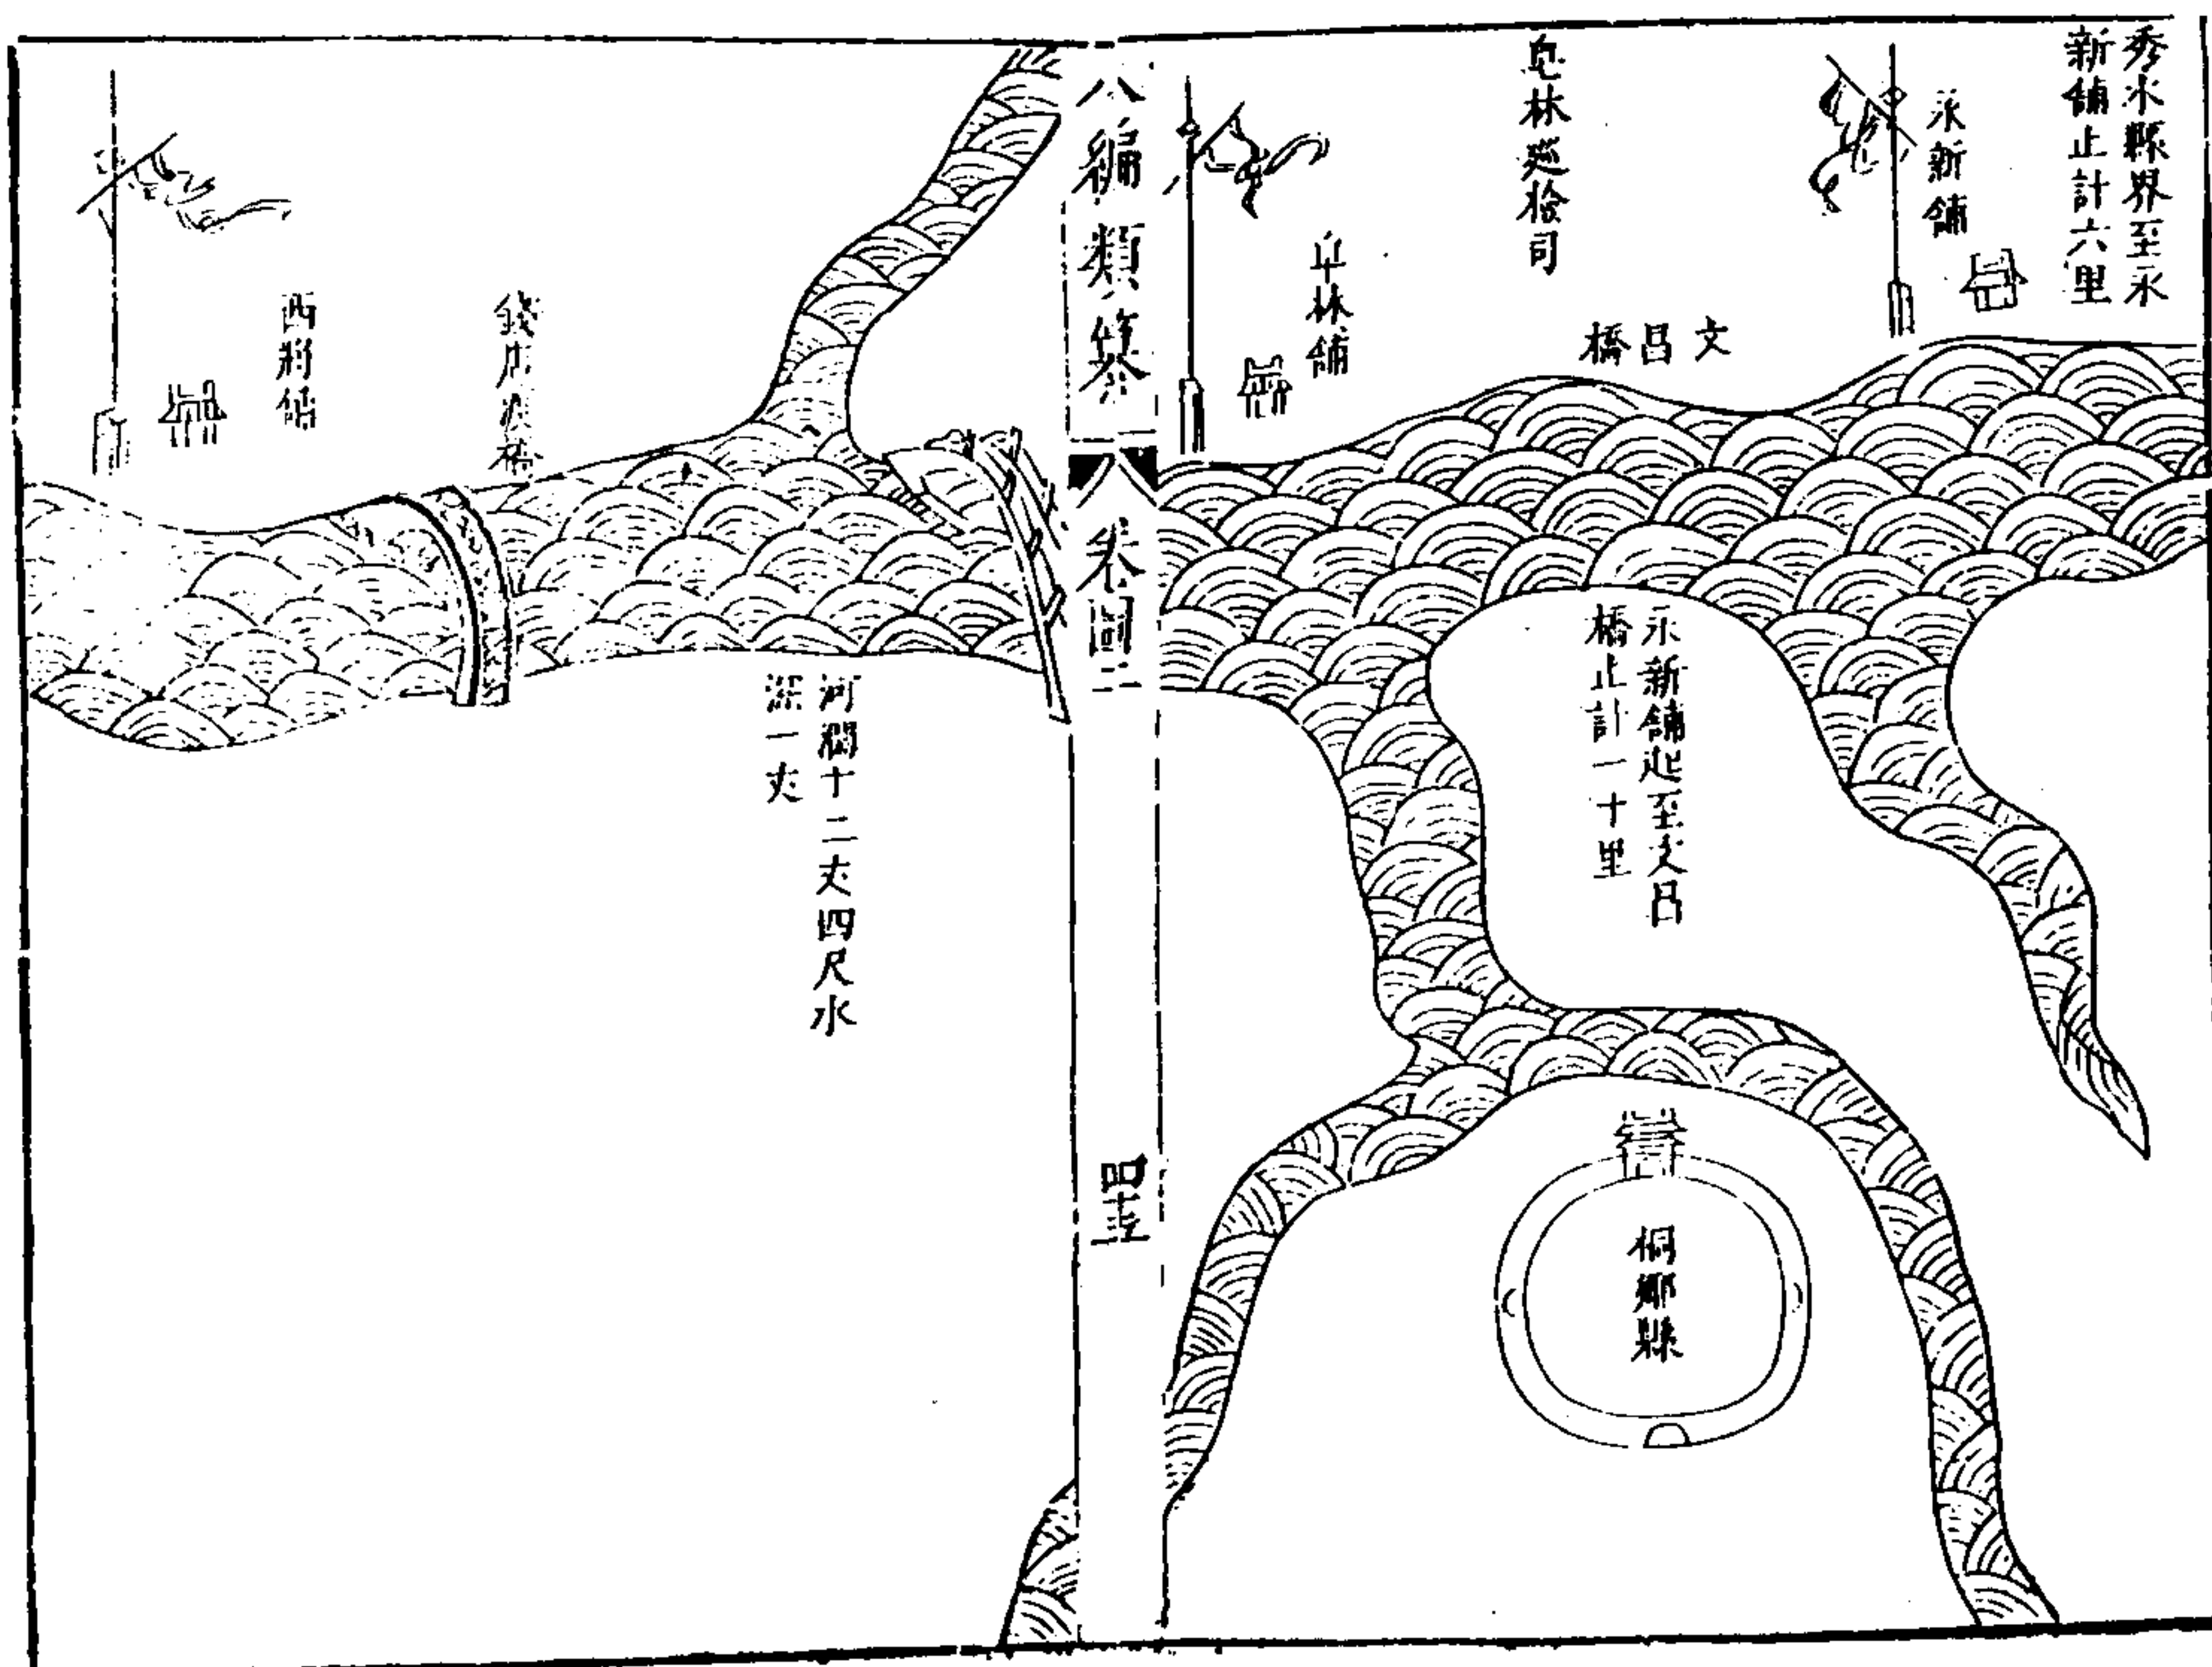 秀水縣界至永
新舖止計六里
永新舖
皂林廵檢司
文昌橋
皂林舖
永新舖起至文昌
橋止計一十里
桐鄉縣
八編類纂
八卷圖二
河濶十二丈四尺水
深一丈
西將舖